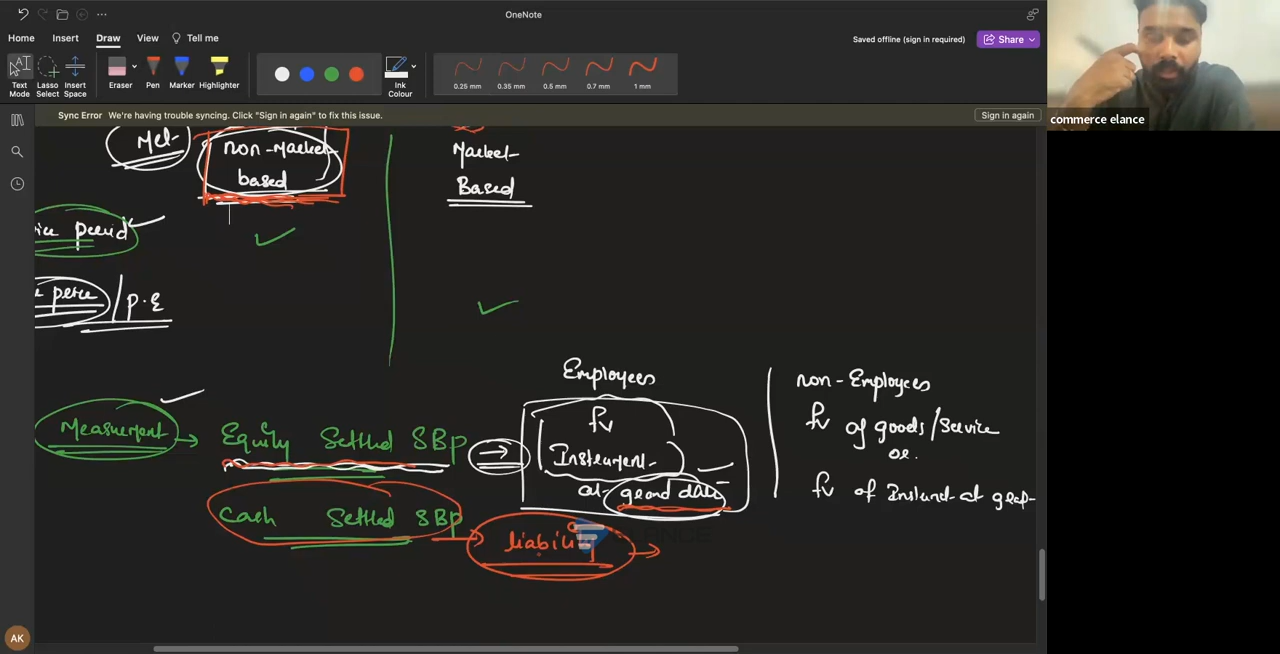 OneNote
Home Insert Draw View Tell me
Saved offline (sign in required)
Share
Text Mode
Lasso Select
Insert Space
Eraser
Pen
Marker
Highlighter
Ink Colour
0.25 mm
0.35 mm
0.5 mm
0.7 mm
1 mm
commerce elance
Sync Error We're having trouble syncing. Click "Sign in again" to fix this issue.
Sign in again
Met-
non-Market
based
Market-
Based
ice period
/ P.E
Measurement
Equity Settled SBP
Cash Settled SBP
Employees
fv
Instrument
at grand date
liability
non-Employees
fv of goods/Service
or.
fv of at
AK